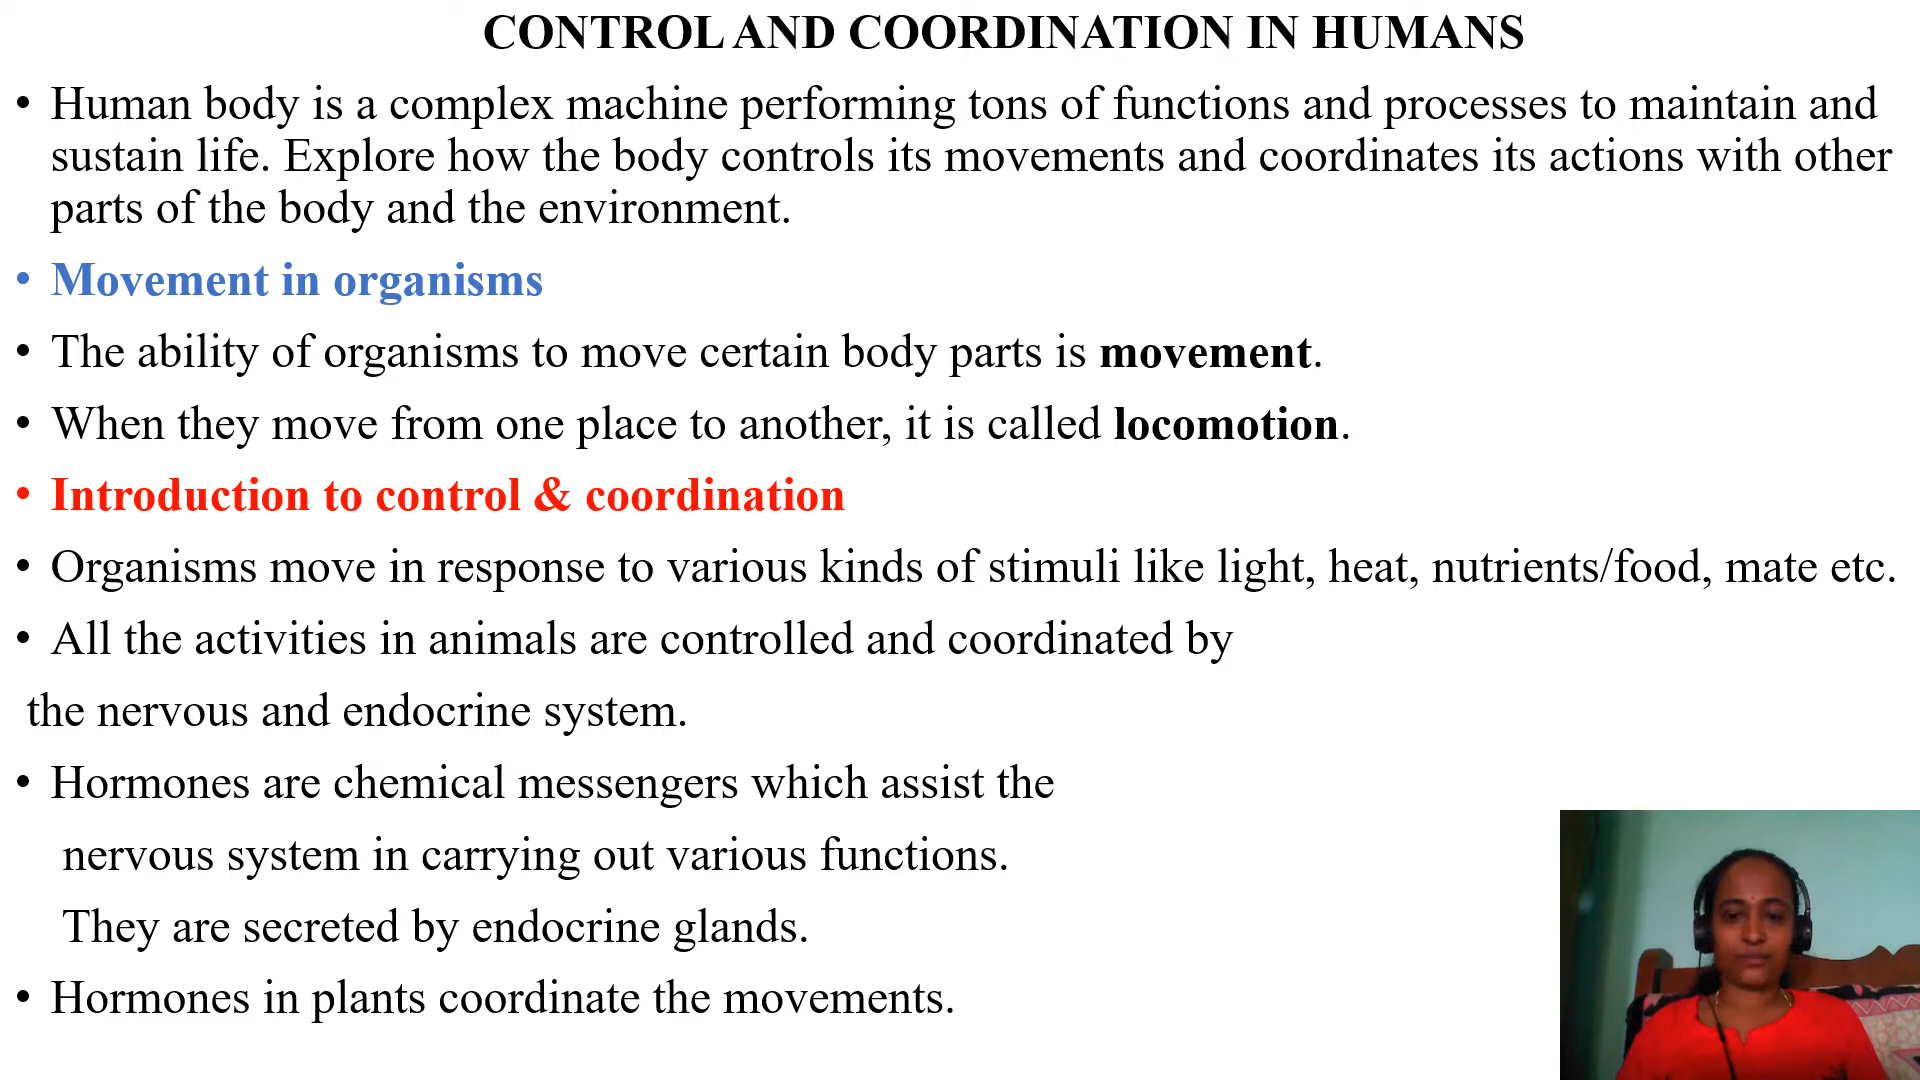 CONTROL AND COORDINATION IN HUMANS
• Human body is a complex machine performing tons of functions and processes to maintain and
sustain life. Explore how the body controls its movements and coordinates its actions with other
parts of the body and the environment.
• Movement in organisms
• The ability of organisms to move certain body parts is movement.
• When they move from one place to another, it is called locomotion.
• Introduction to control & coordination
• Organisms move in response to various kinds of stimuli like light, heat, nutrients/food, mate etc.
• All the activities in animals are controlled and coordinated by
the nervous and endocrine system.
• Hormones are chemical messengers which assist the
nervous system in carrying out various functions.
They are secreted by endocrine glands.
• Hormones in plants coordinate the movements.